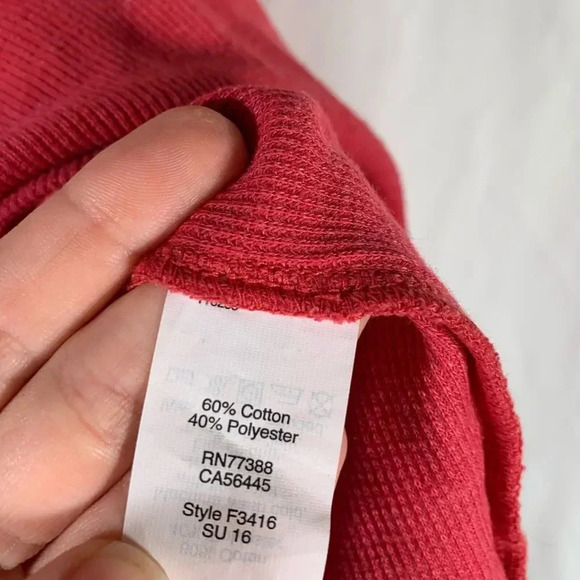 60% Cotton
40% Polyester
RN77388
CA56445
Style F3416
SU 16